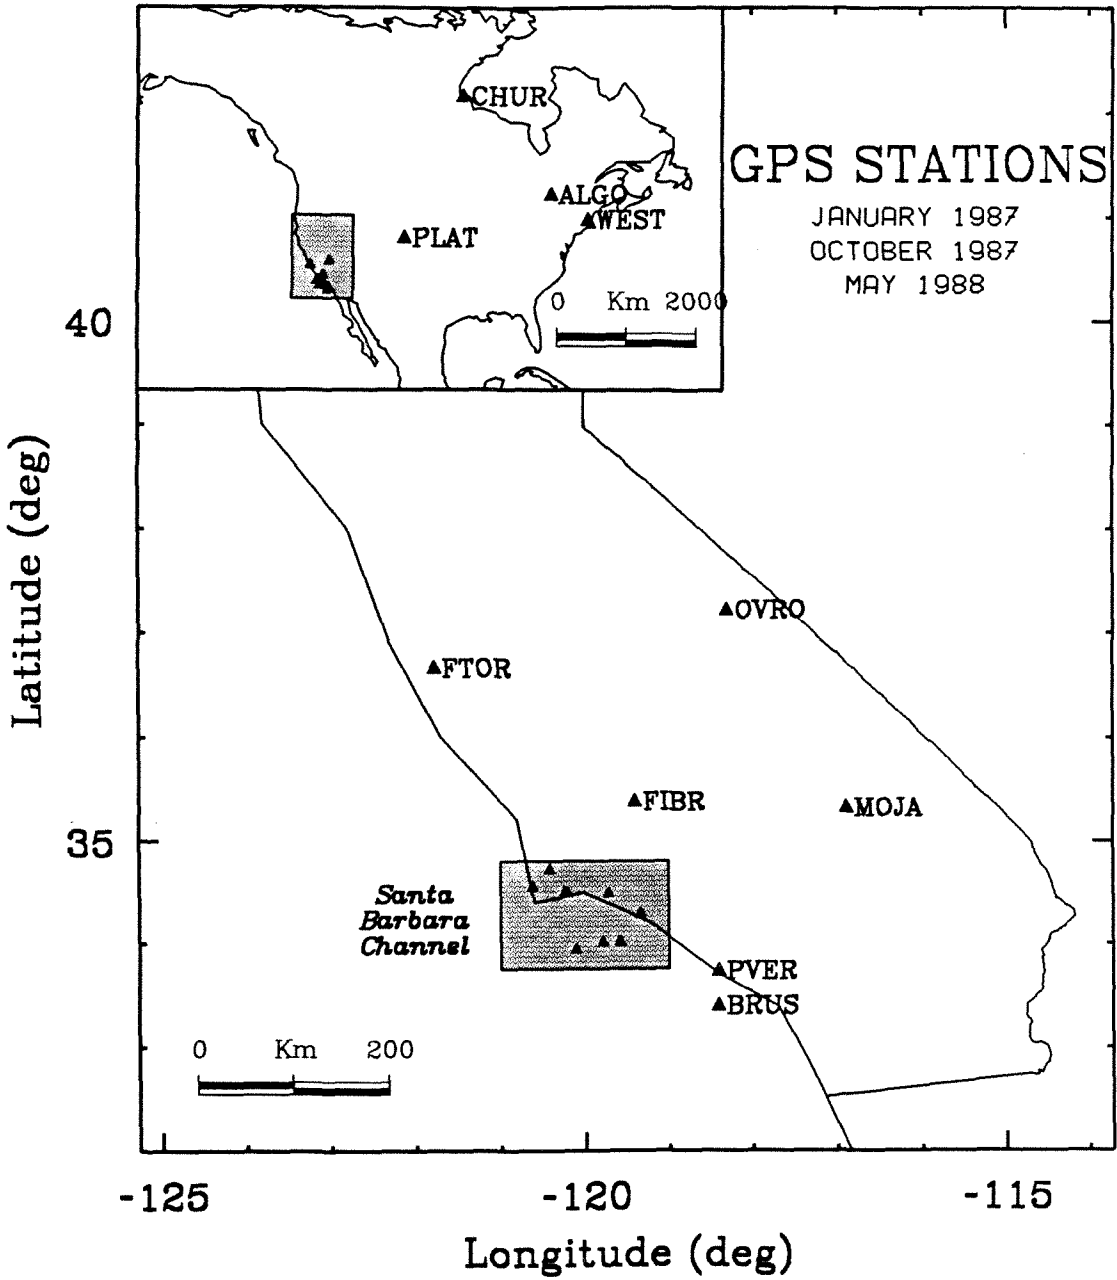 CHUR
GPS STATIONS
ALGO
JANUARY 1987
WEST
PLAT
OCTOBER 1987
MAY 1988
0 Km 2000
40
Latitude (deg)
OVRO
FTOR
FIBR
MOJA
35
Santa
Barbara
Channel
PVER
BRUS
0 Km 200
-125 -120 -115
Longitude (deg)